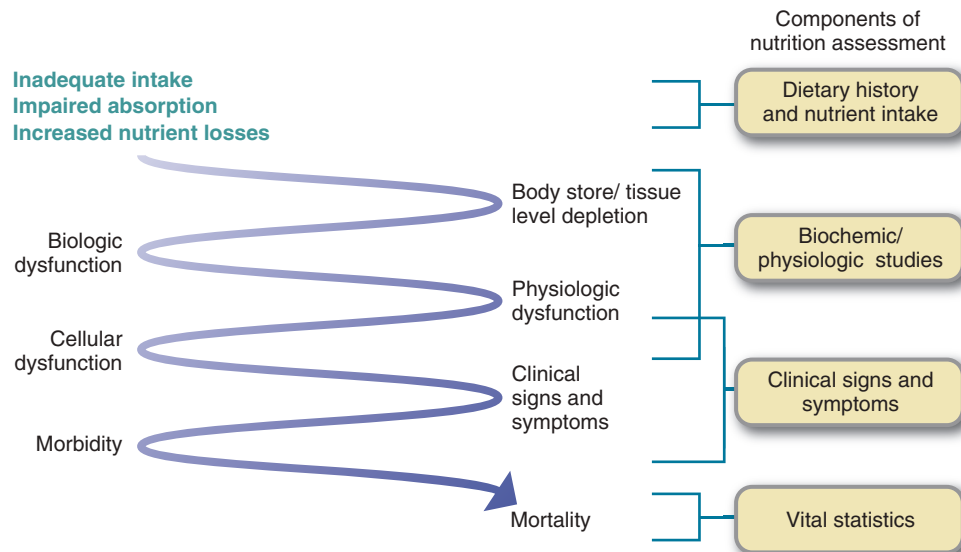 Components of
nutrition assessment
Inadequate intake
Impaired absorption
Increased nutrient losses
Dietary history
and nutrient intake
Body store/ tissue
level depletion
Biologic
dysfunction
Biochemic/
physiologic studies
Physiologic
dysfunction
Cellular
dysfunction
Clinical
signs and
symptoms
Clinical signs and
symptoms
Morbidity
Mortality
Vital statistics